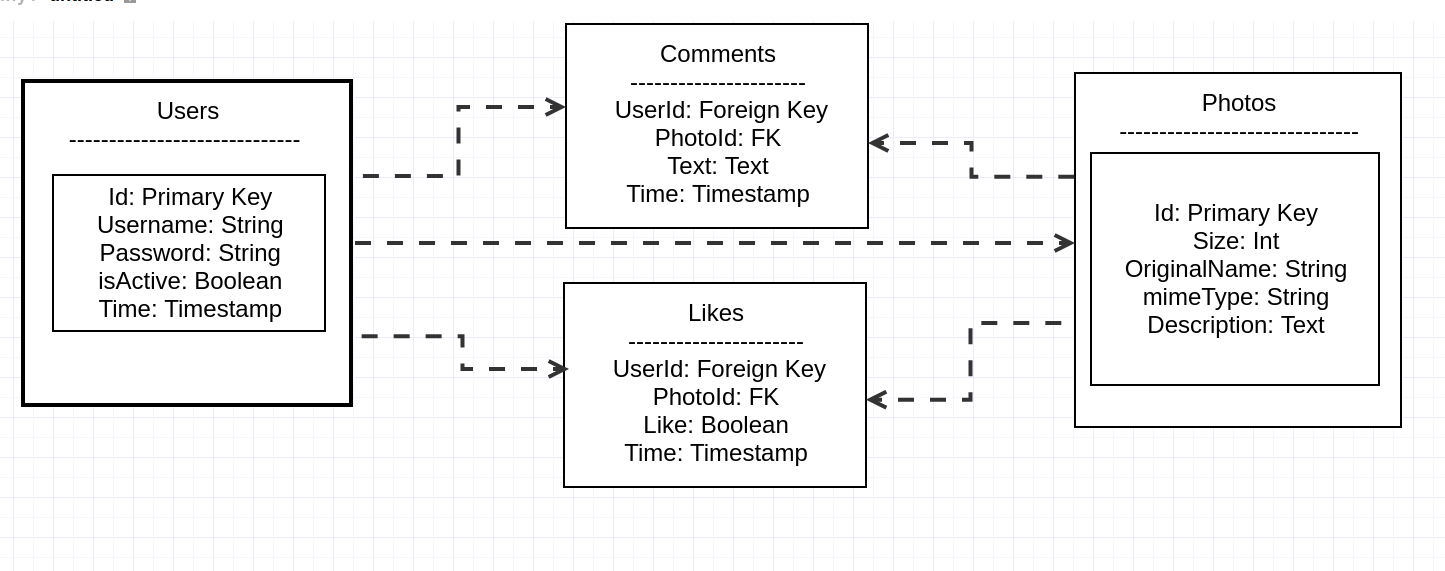 Users
-----------------------------
Id: Primary Key
Username: String
Password: String
isActive: Boolean
Time: Timestamp
Comments
----------------------
UserId: Foreign Key
PhotoId: FK
Text: Text
Time: Timestamp
Likes
----------------------
UserId: Foreign Key
PhotoId: FK
Like: Boolean
Time: Timestamp
Photos
------------------------------
Id: Primary Key
Size: Int
OriginalName: String
mimeType: String
Description: Text